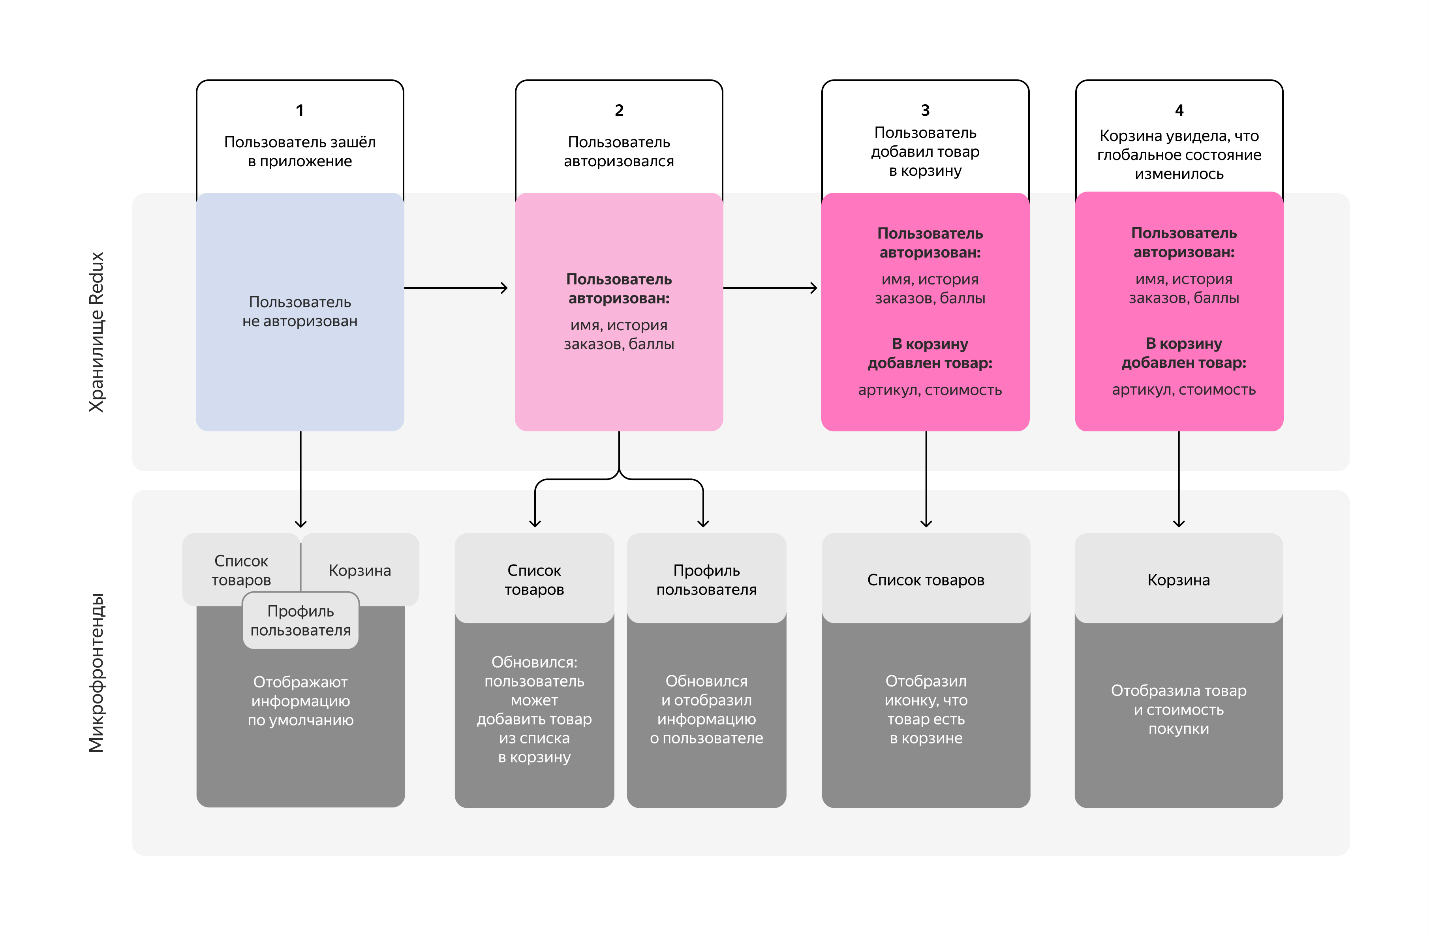 1
Пользователь зашёл
в приложение
2
Пользователь
авторизовался
3
Пользователь
добавил товар
в корзину
4
Корзина увидела, что
глобальное состояние
изменилось
Хранилище Redux
Пользователь
не авторизован
Пользователь
авторизован:
имя, история
заказов, баллы
Пользователь
авторизован:
имя, история
заказов, баллы
В корзину
добавлен товар:
артикул, стоимость
Пользователь
авторизован:
имя, история
заказов, баллы
В корзину
добавлен товар:
артикул, стоимость
Микрофронтенды
Список
товаров
Корзина
Профиль
пользователя
Отображают
информацию
по умолчанию
Список
товаров
Обновился:
пользователь
может
добавить товар
из списка
в корзину
Профиль
пользователя
Обновился
и отобразил
информацию
о пользователе
Список товаров
Отобразил
иконку, что
товар есть
в корзине
Корзина
Отобразила товар
и стоимость
покупки